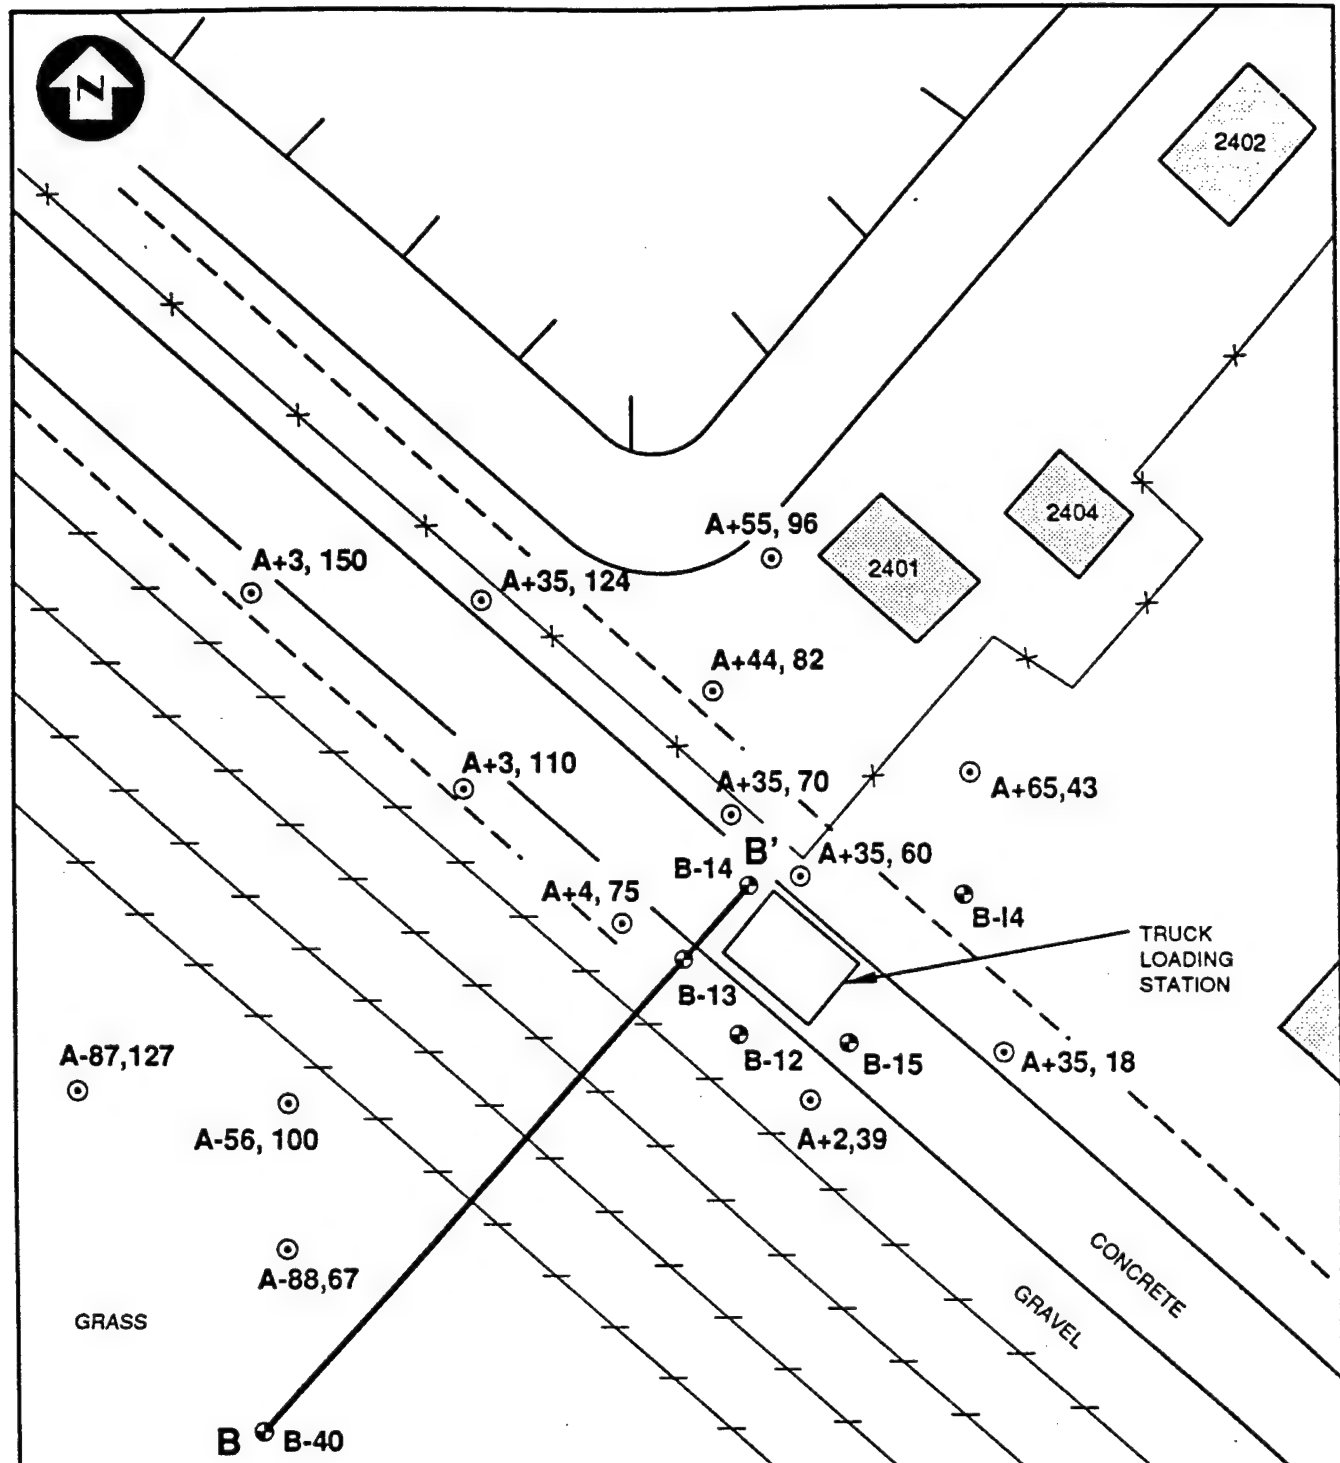 N
2402
A+55, 96
2404
2401
A+3, 150
A+35, 124
A+44, 82
A+3, 110
A+35, 70
A+65,43
B'
A+35, 60
B-14
A+4, 75
B-I4
TRUCK
LOADING
STATION
B-13
B-12
B-15
A+35, 18
A-87,127
A-56, 100
A+2,39
A-88,67
CONCRETE
GRAVEL
GRASS
B
B-40